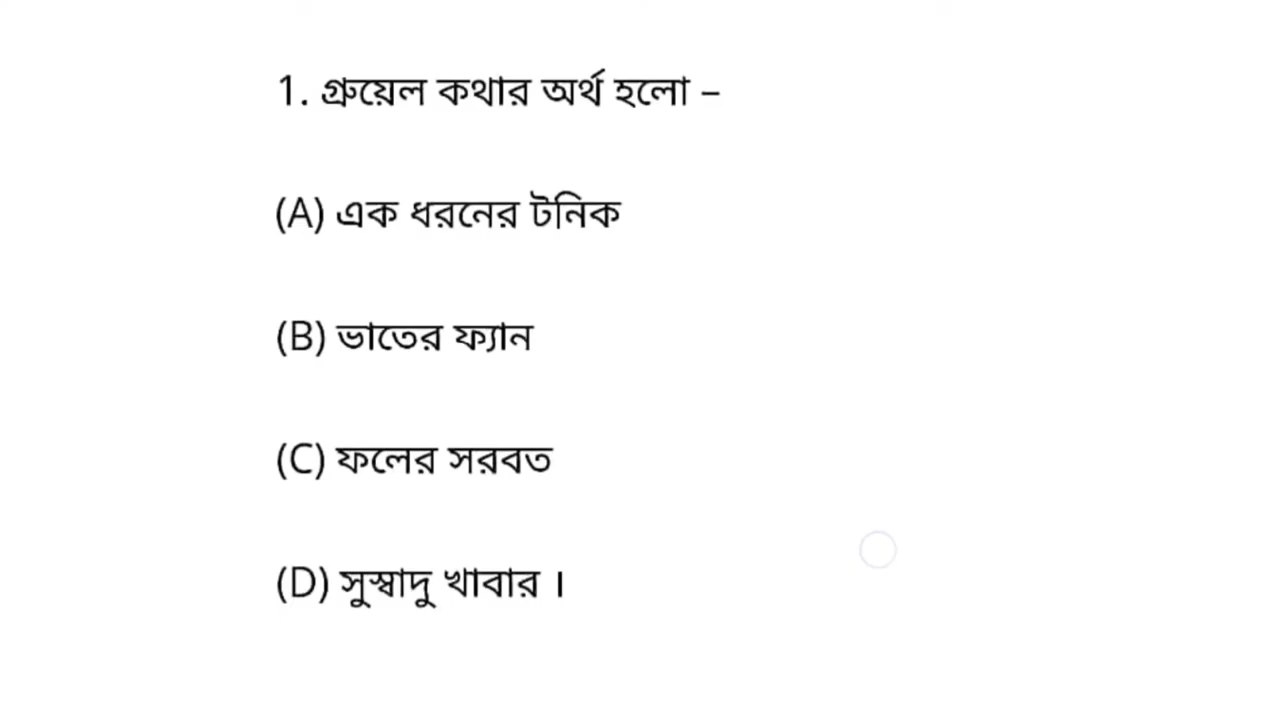 1. গ্রুয়েল কথার অর্থ হলো –
(A) এক ধরনের টনিক
(B) ভাতের ফ্যান
(C) ফলের সরবত
(D) সুস্বাদু খাবার ।